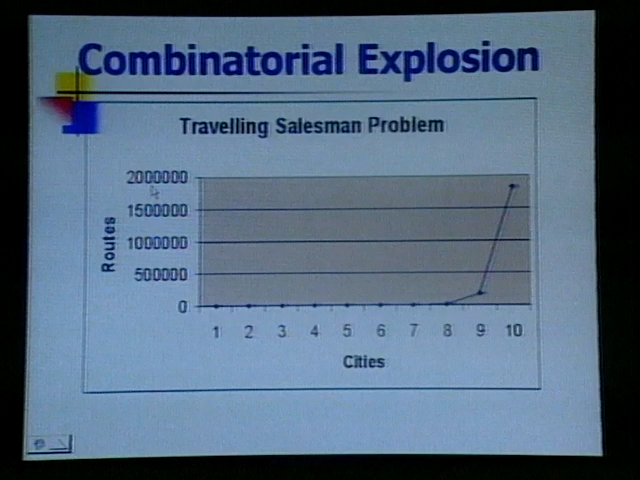 Combinatorial Explosion
Travelling Salesman Problem
2000000
1500000
1000000
500000
0
Routes
1 2 3 4 5 6 7 8 9 10
Cities